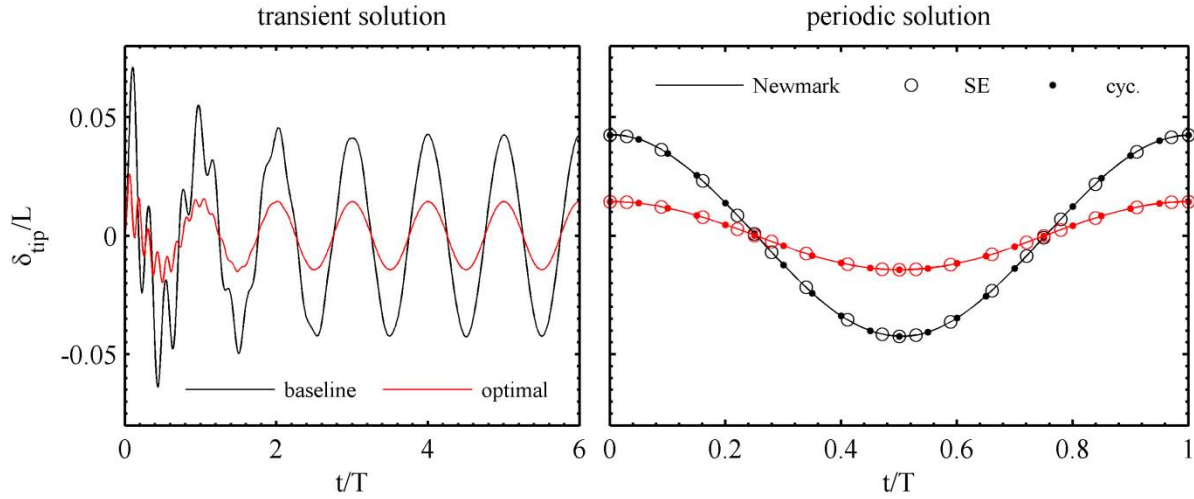 transient solution
periodic solution
δtip/L
0.05
0
-0.05
baseline optimal
0 2 4 6
t/T
Newmark SE cyc.
0 0.2 0.4 0.6 0.8 1
t/T